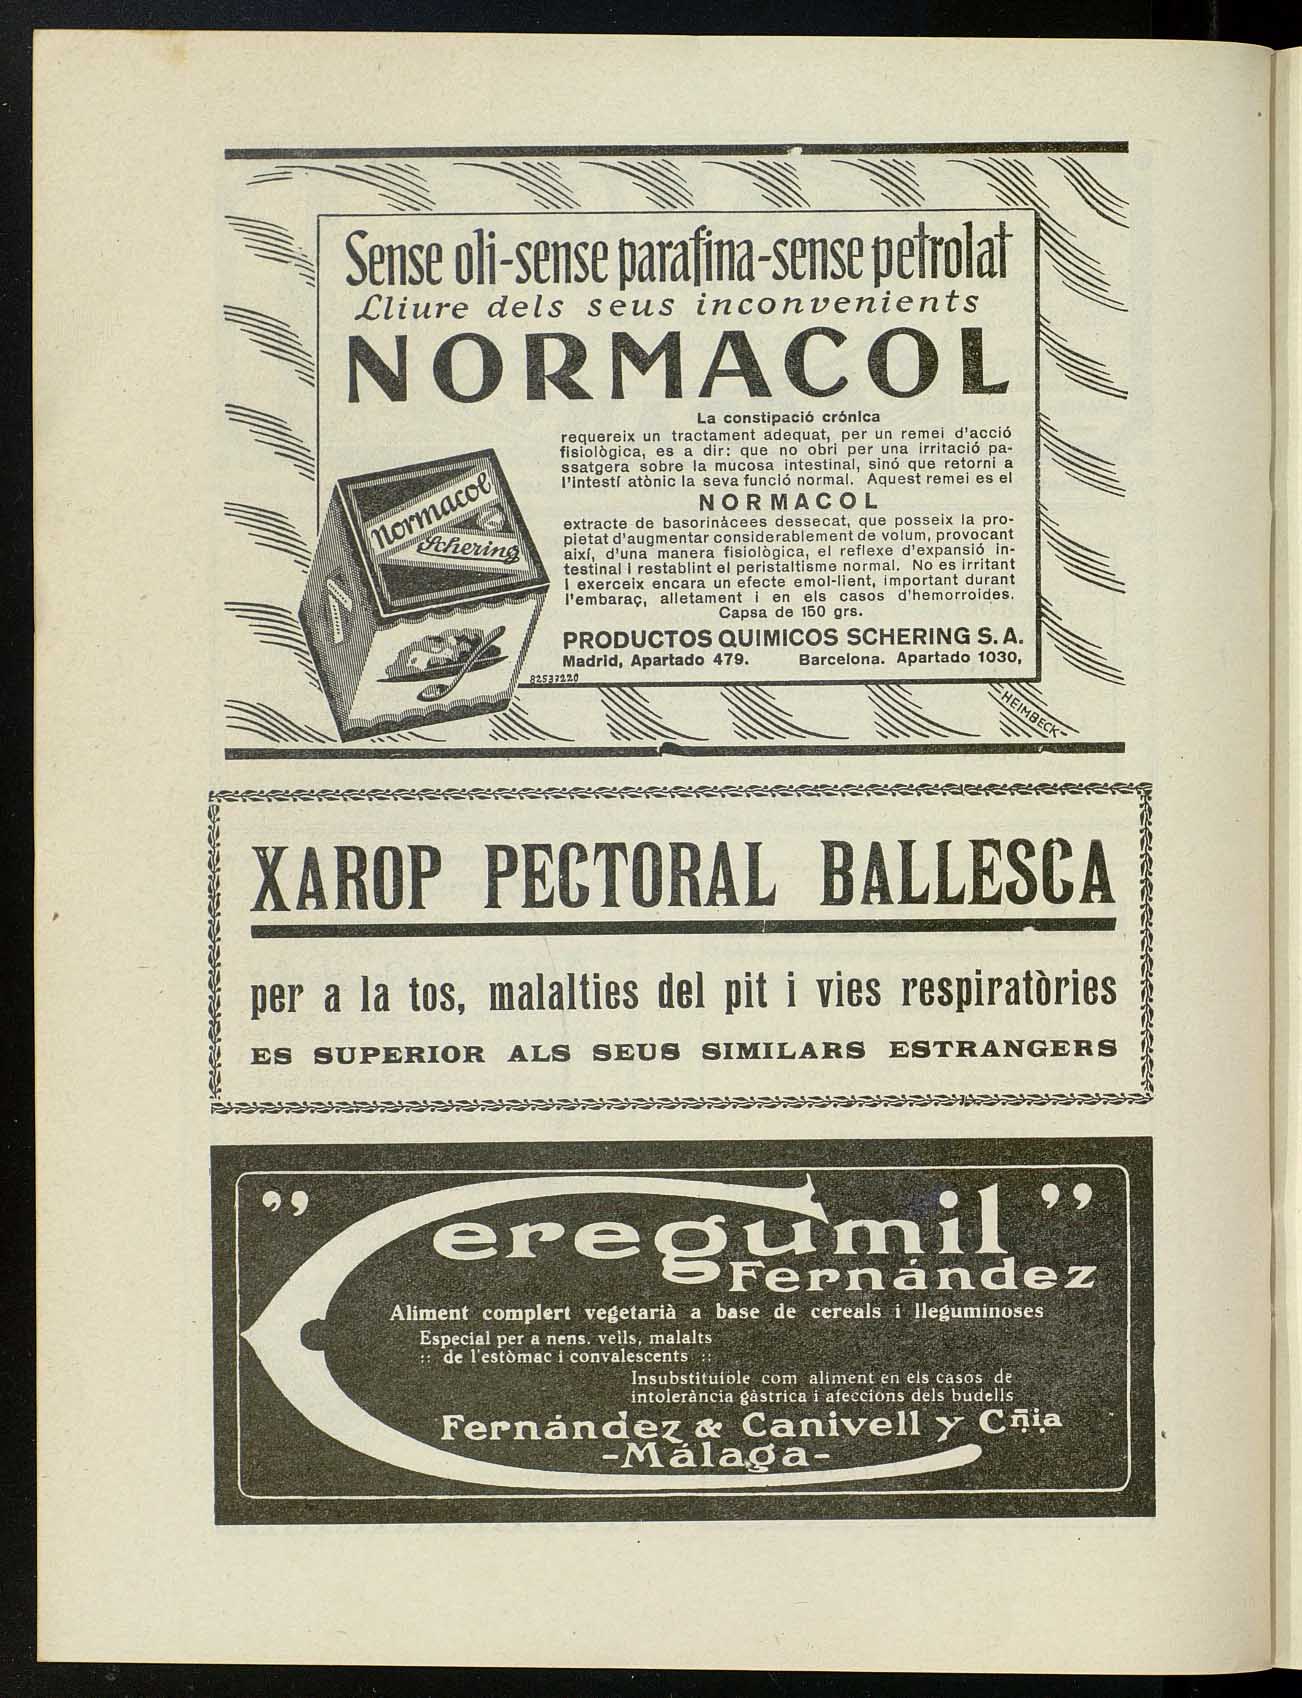 Sense oli-sense parafina-sense petrolat
Lliure dels seus inconvenients
NORMACOL
La constipació crónica
requereix un tractament adequat, per un remei d'acció
fisiològica, es a dir: que no obri per una irritació pa-
ssatgera sobre la mucosa intestinal, sinó que retorni a
l'intestí atònic la seva funció normal. Aquest remei es el
NORMACOL
extracte de basorinàcees dessecat, que posseix la pro-
pietat d'augmentar considerablement de volum, provocant
així, d'una manera fisiològica, el reflexe d'expansió in-
testinal i restablint el peristaltisme normal. No es irritant
i exerceix encara un efecte emol-lient, important durant
l'embaraç, alletament i en els casos d'hemorroides.
Capsa de 150 grs.
PRODUCTOS QUIMICOS SCHERING S. A.
Madrid, Apartado 479. Barcelona. Apartado 1030,
Normacol
Schering
82537220
HEIMBECK
XAROP PECTORAL BALLESCA
per a la tos, malalties del pit i vies respiratòries
ES SUPERIOR ALS SEUS SIMILARS ESTRANGERS
"Ceregumil"
Fernández
Aliment complert vegetarià a base de cereals i lleguminoses
Especial per a nens, vells, malalts
:: de l'estòmac i convalescents ::
Insubstituible com aliment en els casos de
intolerància gàstrica i afeccions dels budells
Fernández & Canivell y Cñia
-Málaga-